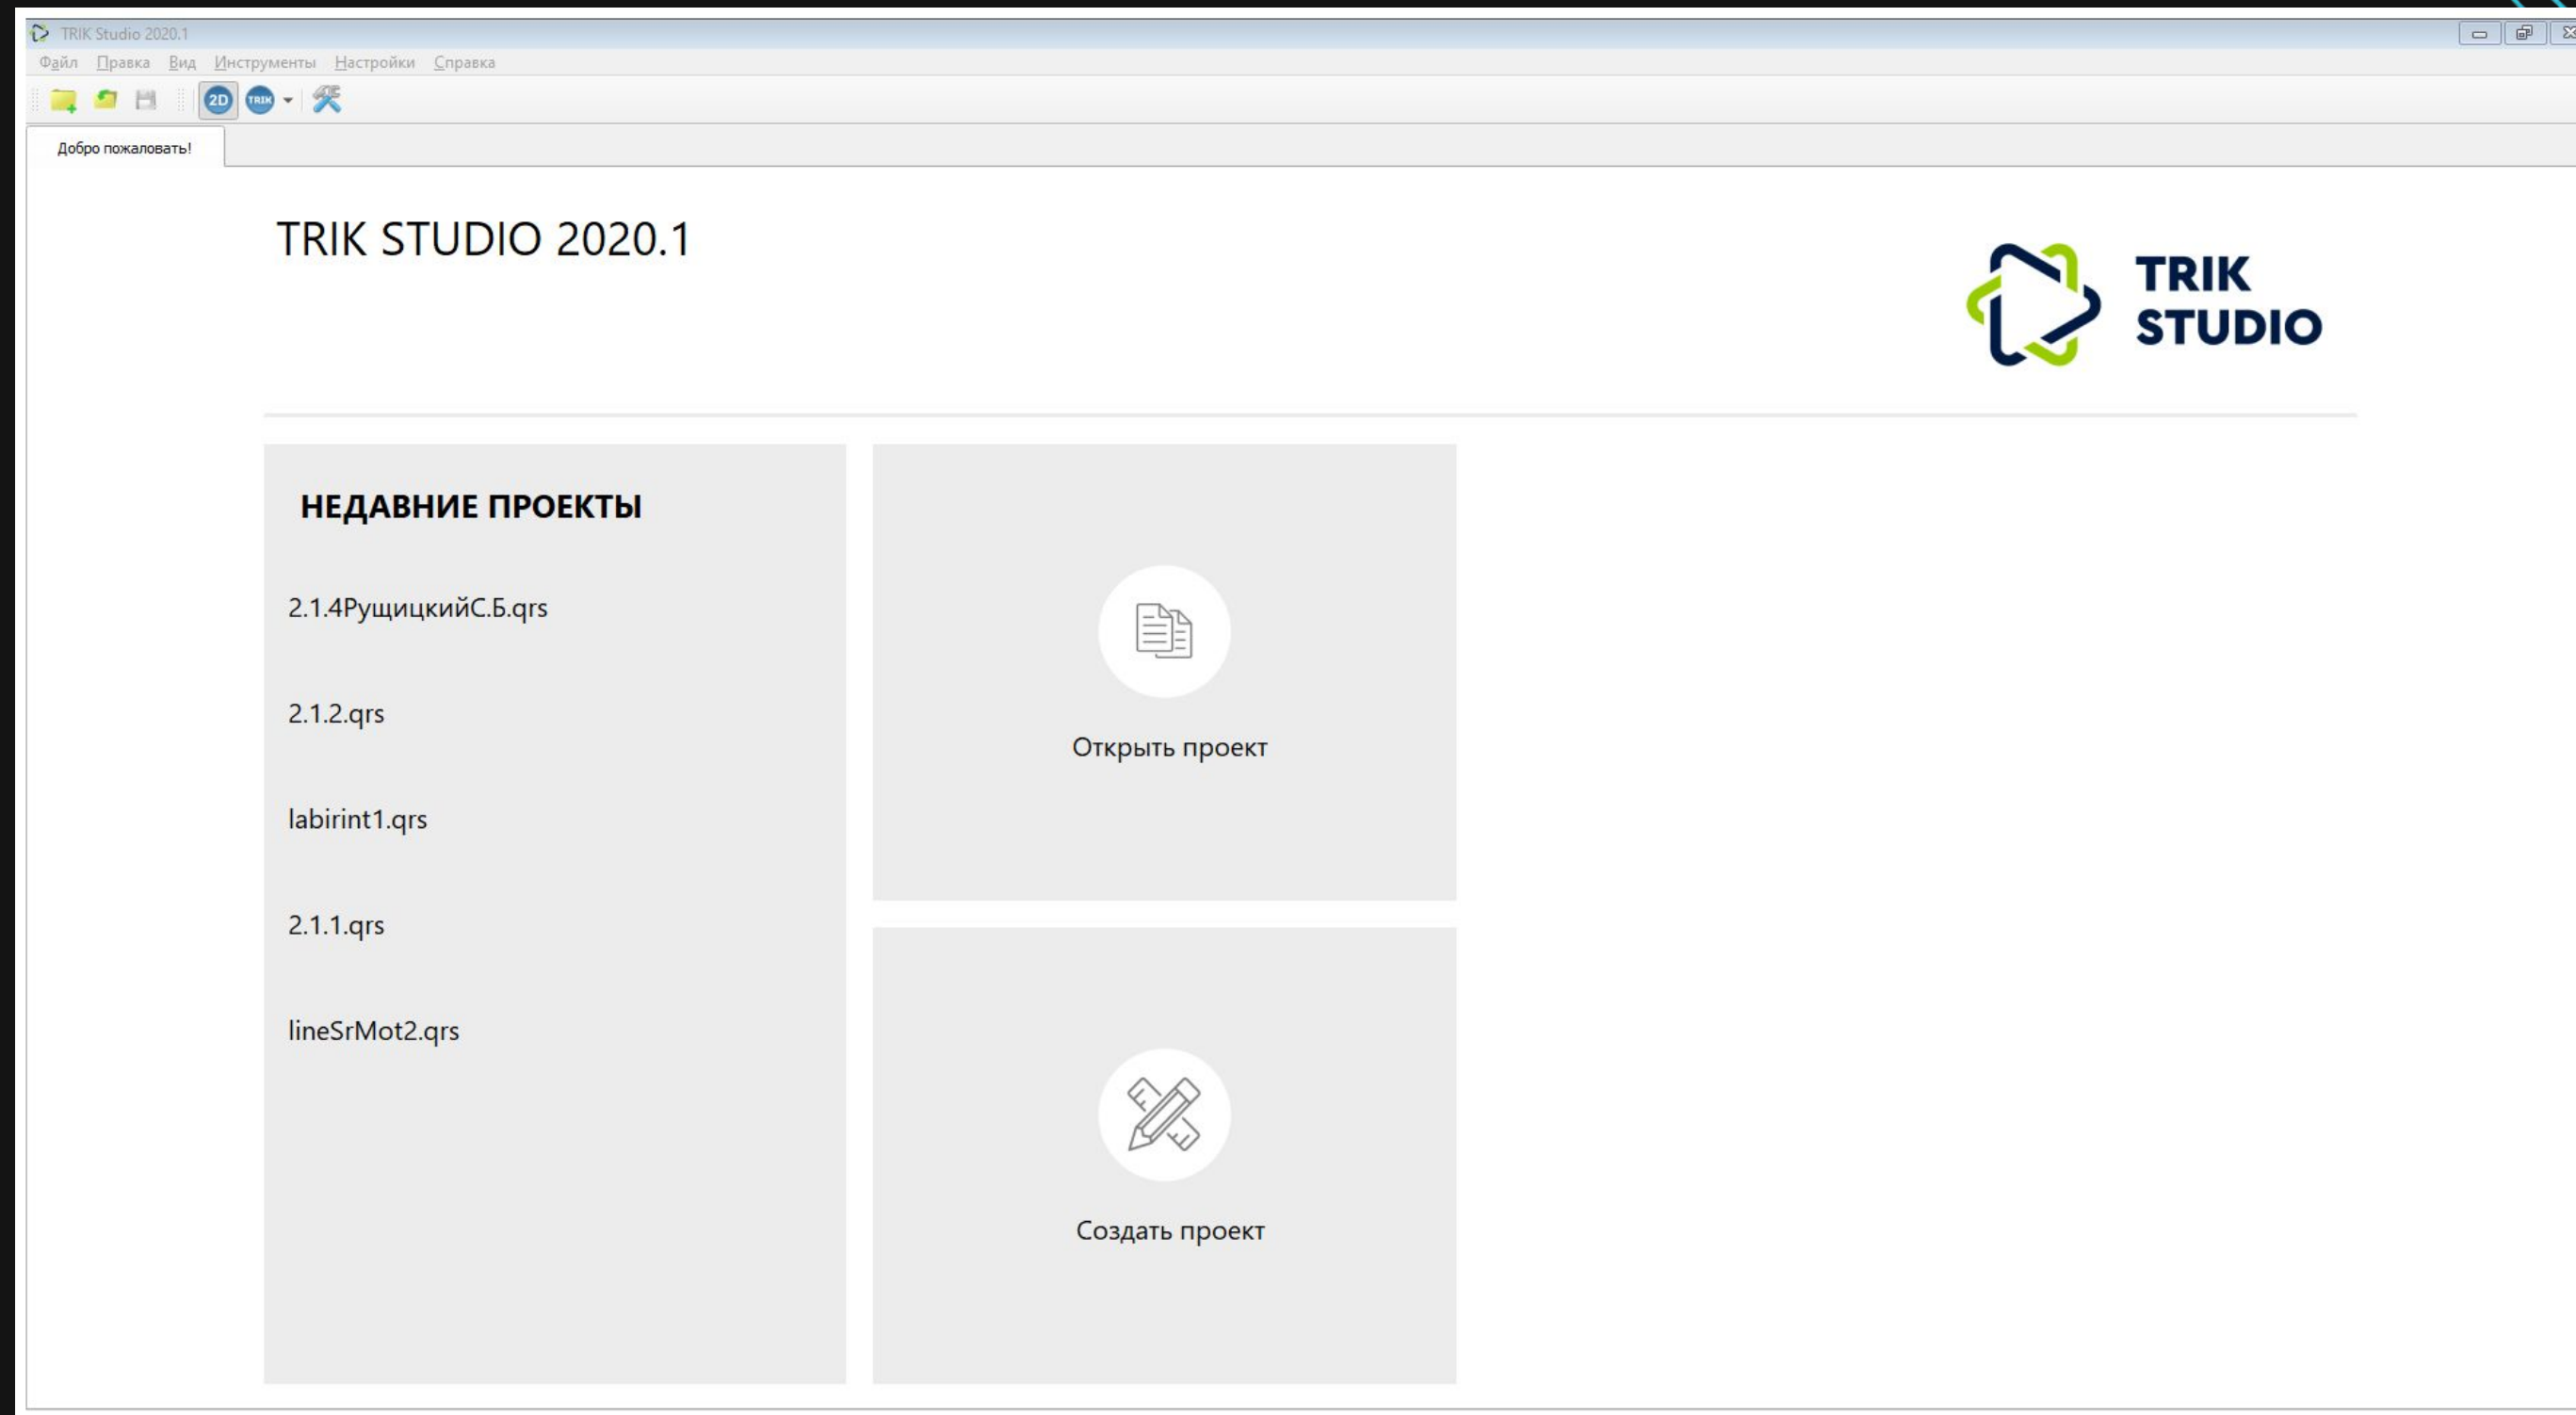 TRIK Studio 2020.1
Файл Правка Вид Инструменты Настройки Справка
2D TRIK
Добро пожаловать!
TRIK STUDIO 2020.1
TRIK
STUDIO
НЕДАВНИЕ ПРОЕКТЫ
2.1.4РущицкийС.Б.qrs
2.1.2.qrs
labirint1.qrs
2.1.1.qrs
lineSrMot2.qrs
Открыть проект
Создать проект